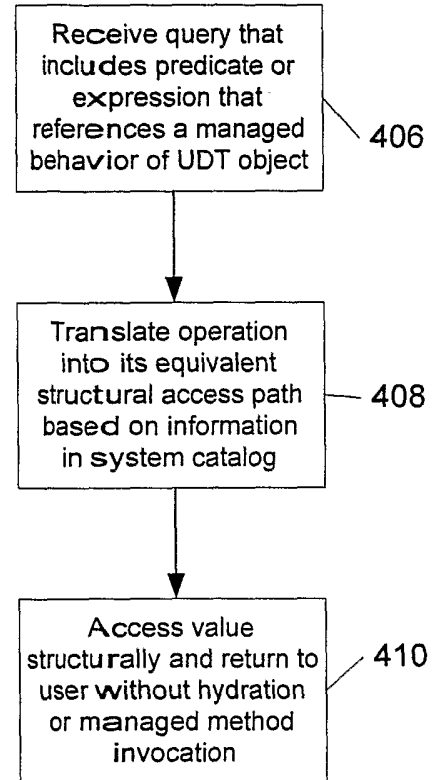 Receive query that
includes predicate or
expression that
references a managed
behavior of UDT object
406
Translate operation
into its equivalent
structural access path
based on information
in system catalog
408
Access value
structurally and return to
user without hydration
or managed method
invocation
410